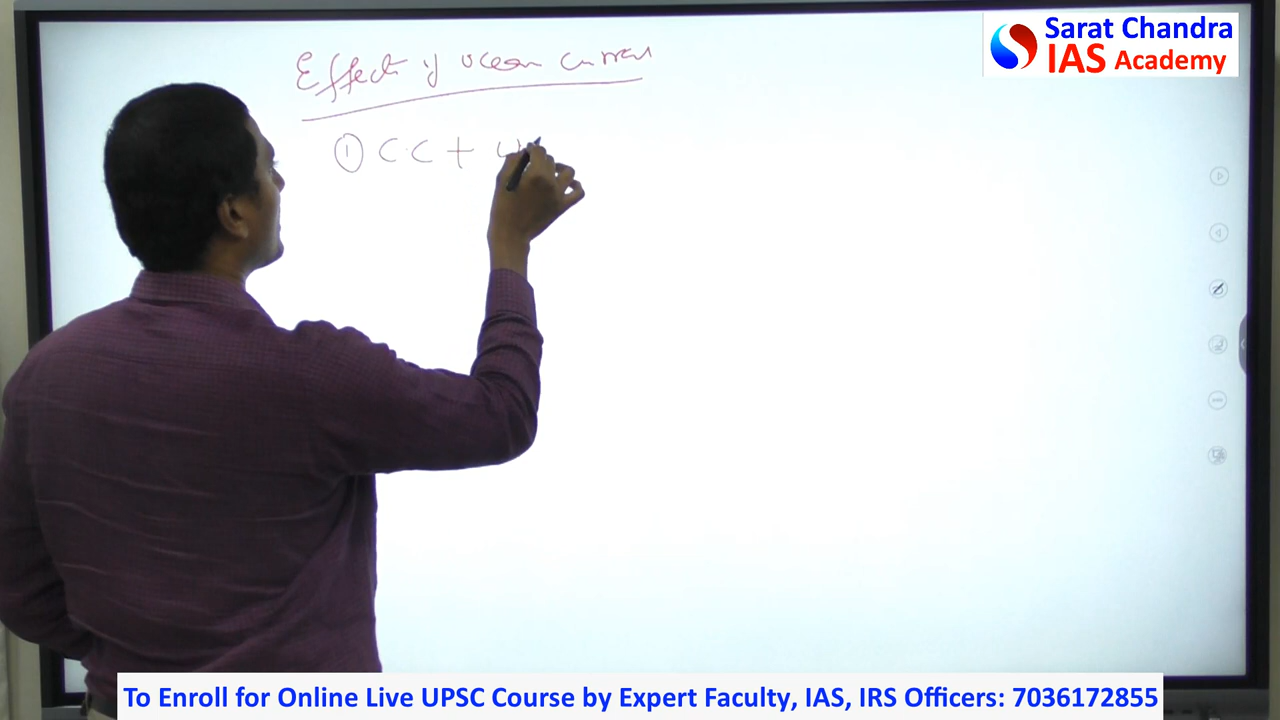 Sarat Chandra
IAS Academy
Effect of ocean current
① C.C + W
To Enroll for Online Live UPSC Course by Expert Faculty, IAS, IRS Officers: 7036172855